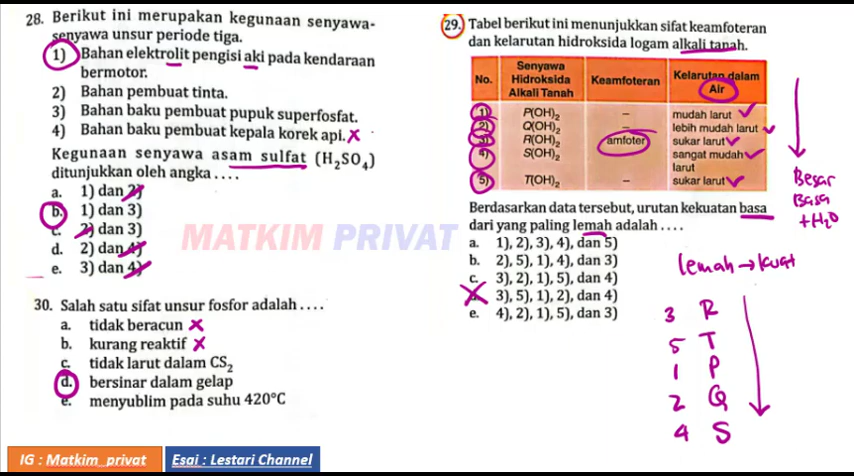 28. Berikut ini merupakan kegunaan senyawa-
senyawa unsur periode tiga.
1) Bahan elektrolit pengisi aki pada kendaraan
bermotor.
2) Bahan pembuat tinta.
3) Bahan baku pembuat pupuk superfosfat.
4) Bahan baku pembuat kepala korek api. X
Kegunaan senyawa asam sulfat (H₂SO₄)
ditunjukkan oleh angka . . . .
a. 1) dan 2)
b. 1) dan 3)
c. 2) dan 3)
d. 2) dan 4)
e. 3) dan 4)
30. Salah satu sifat unsur fosfor adalah . . . .
a. tidak beracun X
b. kurang reaktif X
c. tidak larut dalam CS₂
d. bersinar dalam gelap
e. menyublim pada suhu 420°C
29. Tabel berikut ini menunjukkan sifat keamfoteran
dan kelarutan hidroksida logam alkali tanah.
No. Senyawa Hidroksida Alkali Tanah Keamfoteran Kelarutan dalam Air
1) P(OH)₂ – mudah larut
2) Q(OH)₂ – lebih mudah larut
3) R(OH)₂ amfoter sukar larut
4) S(OH)₂ sangat mudah larut
5) T(OH)₂ – sukar larut
Berdasarkan data tersebut, urutan kekuatan basa
dari yang paling lemah adalah . . . .
a. 1), 2), 3), 4), dan 5)
b. 2), 5), 1), 4), dan 3)
c. 3), 2), 1), 5), dan 4)
3), 5), 1), 2), dan 4)
e. 4), 2), 1), 5), dan 3)
Besar
Basa
+H₂O
lemah → kuat
3 R
5 T
1 P
2 Q
4 S
MATKIM PRIVAT
IG : Matkim_privat
Esai : Lestari Channel